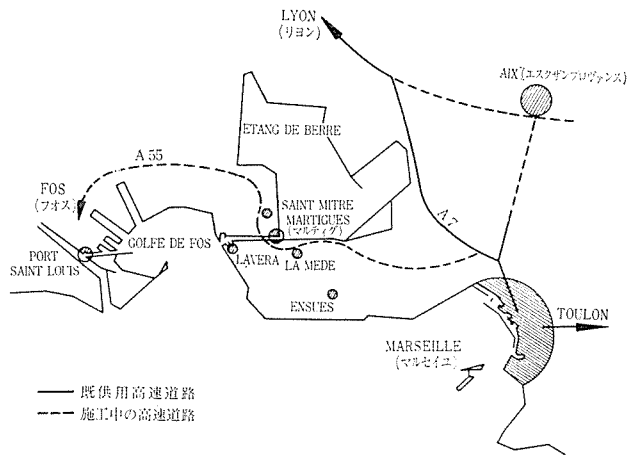 LYON
(リヨン)
AIX (エスクザンプロヴァンス)
ETANG DE BERRE
A 55
FOS
(フォス)
SAINT MITRE
MARTIGUES
(マルティグ)
A7
GOLFE DE FOS
PORT
SAINT LOUIS
LAVERA
LA MEDE
ENSUES
TOULON
MARSEILLE
(マルセイユ)
既供用高速道路
施工中の高速道路